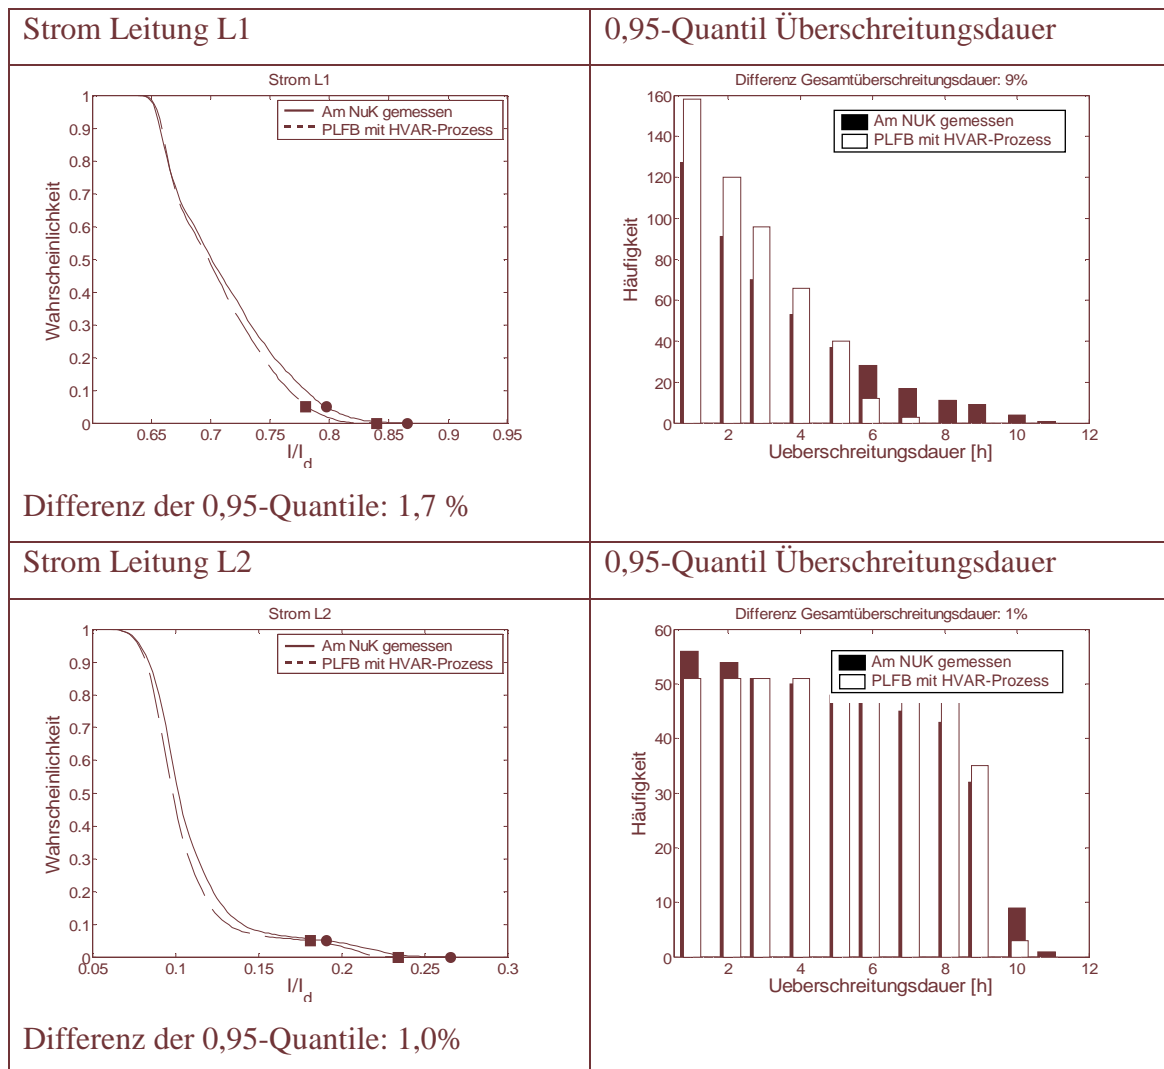 Strom Leitung L1
0,95-Quantil Überschreitungsdauer
Strom L1
Am NuK gemessen
PLFB mit HVAR-Prozess
Wahrscheinlichkeit
1
0.9
0.8
0.7
0.6
0.5
0.4
0.3
0.2
0.1
0
0.65 0.7 0.75 0.8 0.85 0.9 0.95
I/I_d
Differenz der 0,95-Quantile: 1,7 %
Differenz Gesamtüberschreitungsdauer: 9%
Am NUK gemessen
PLFB mit HVAR-Prozess
Häufigkeit
160
140
120
100
80
60
40
20
0
2 4 6 8 10 12
Ueberschreitungsdauer [h]
Strom Leitung L2
0,95-Quantil Überschreitungsdauer
Strom L2
Am NuK gemessen
PLFB mit HVAR-Prozess
Wahrscheinlichkeit
1
0.9
0.8
0.7
0.6
0.5
0.4
0.3
0.2
0.1
0
0.05 0.1 0.15 0.2 0.25 0.3
I/I_d
Differenz der 0,95-Quantile: 1,0%
Differenz Gesamtüberschreitungsdauer: 1%
Am NUK gemessen
PLFB mit HVAR-Prozess
Häufigkeit
60
50
40
30
20
10
0
2 4 6 8 10 12
Ueberschreitungsdauer [h]